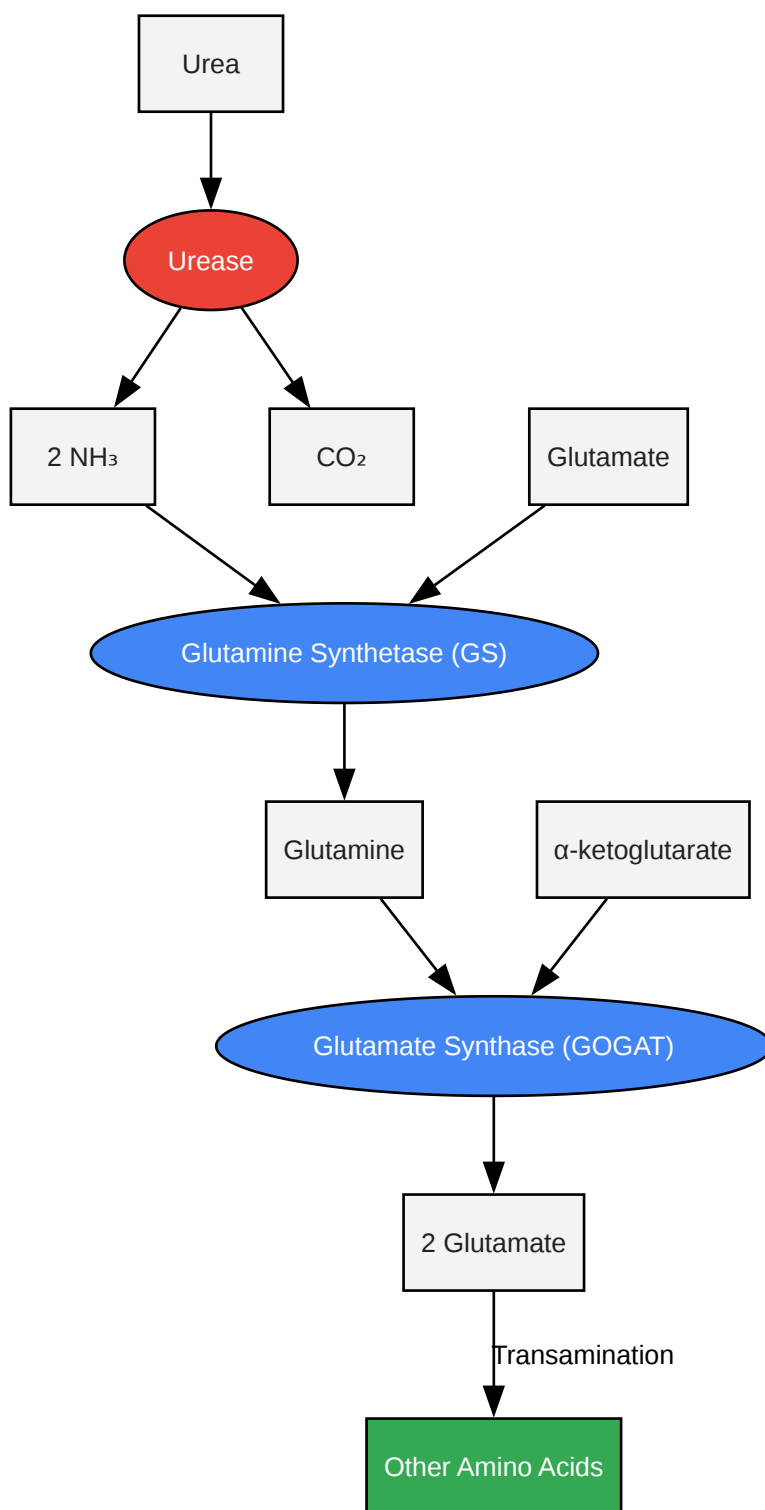 Urea
Urease
2 NH₃
CO₂
Glutamate
Glutamine Synthetase (GS)
Glutamine
α-ketoglutarate
Glutamate Synthase (GOGAT)
2 Glutamate
Transamination
Other Amino Acids